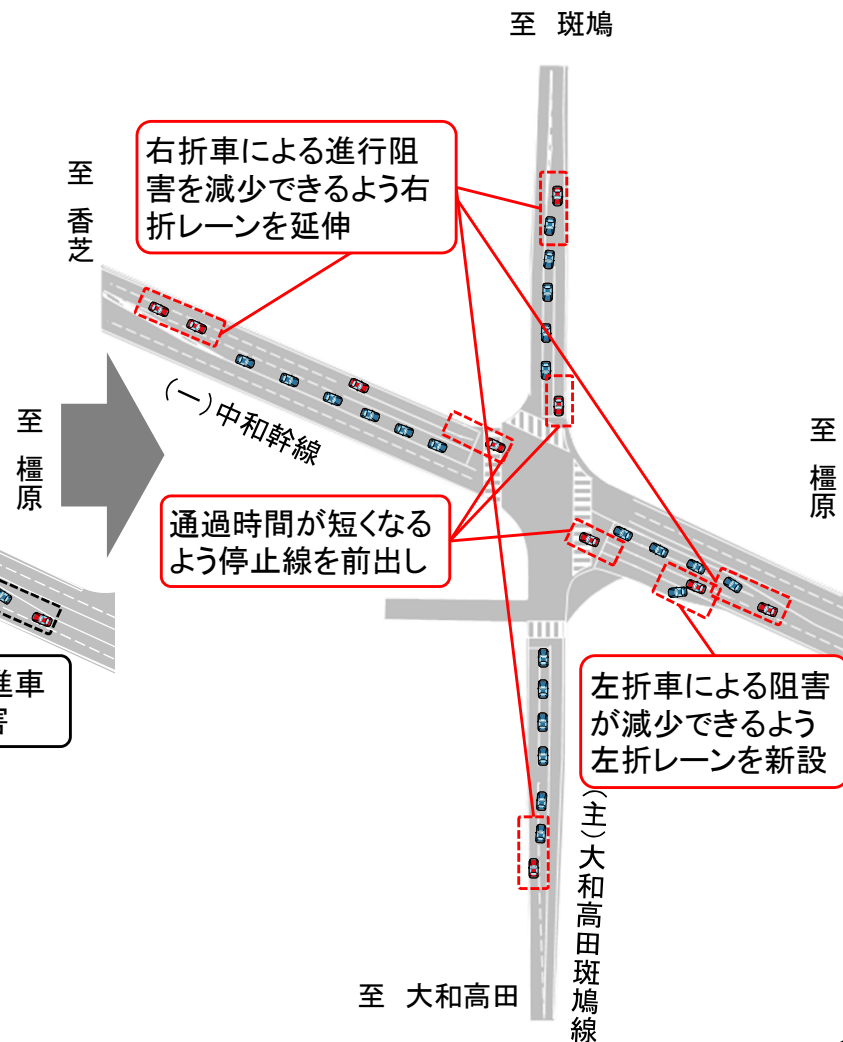 至 斑鳩
右折車による進行阻
害を減少できるよう右
折レーンを延伸
至 香芝
(一)中和幹線
至 橿原
至 橿原
通過時間が短くなる
よう停止線を前出し
進車
害
左折車による阻害
が減少できるよう
左折レーンを新設
(主)大和高田斑鳩線
至 大和高田